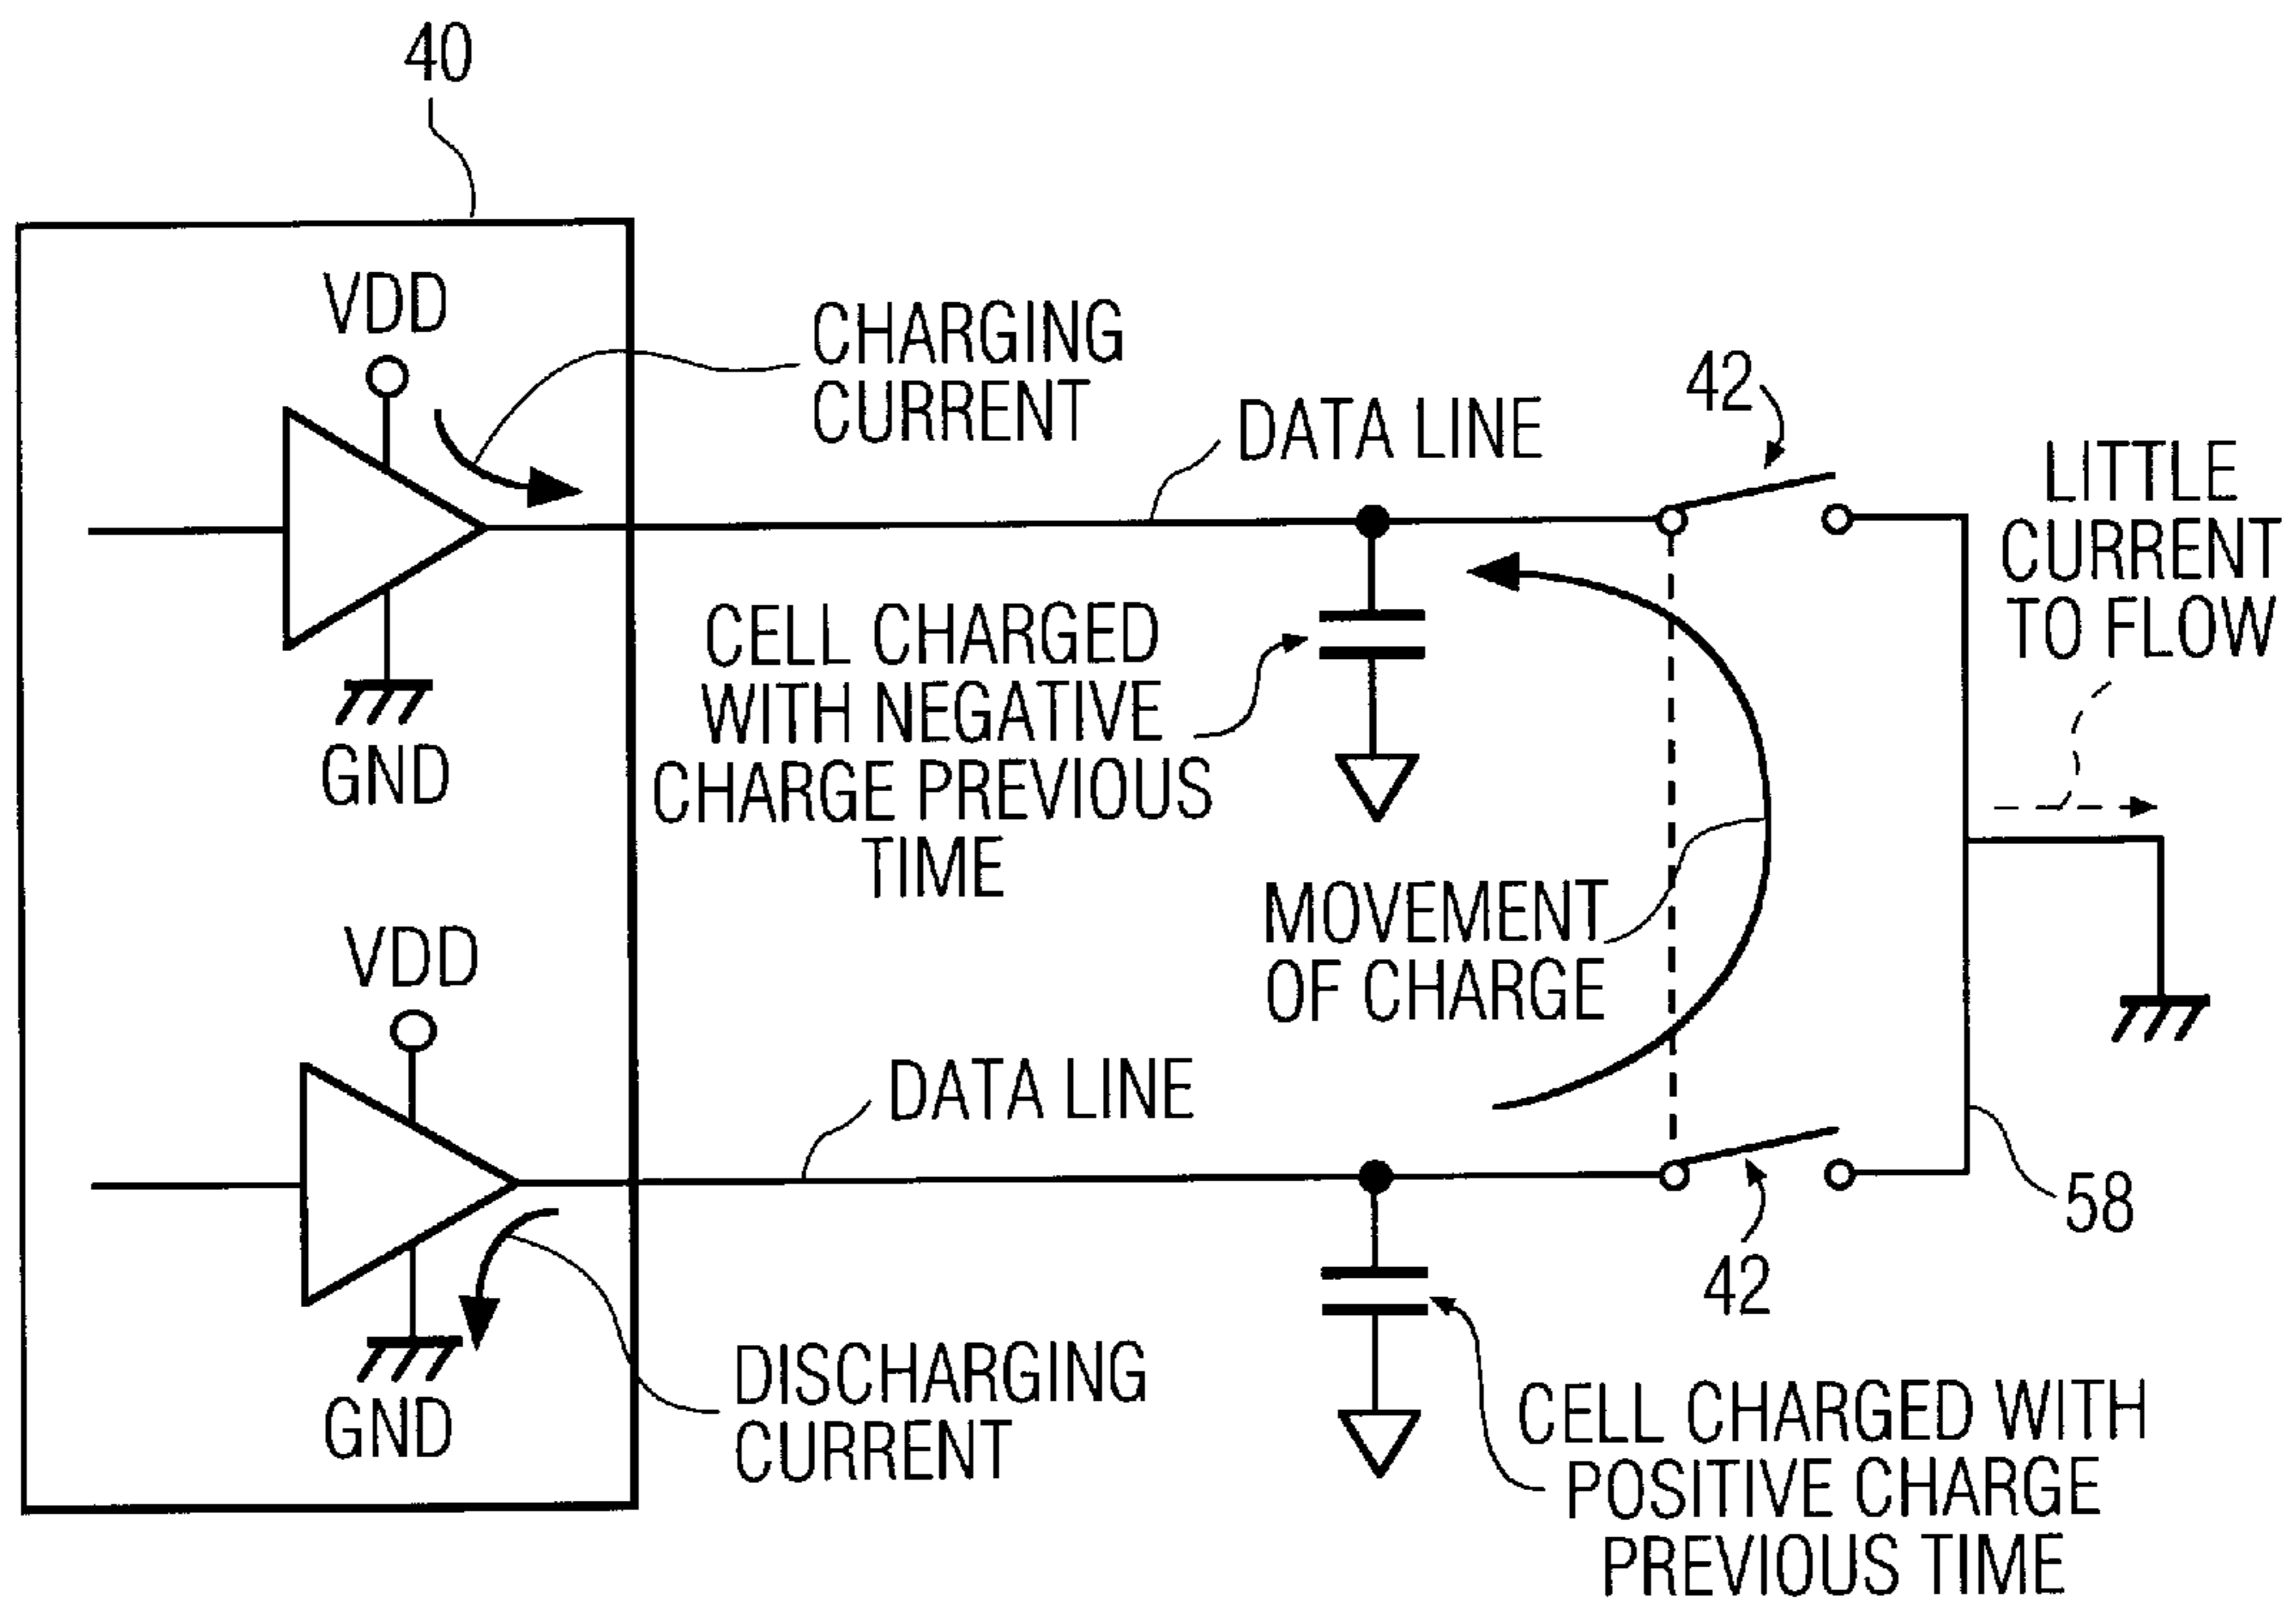 40
VDD
CHARGING
CURRENT
DATA LINE
42
LITTLE
CURRENT
TO FLOW
CELL CHARGED
WITH NEGATIVE
CHARGE PREVIOUS
TIME
GND
MOVEMENT
OF CHARGE
VDD
DATA LINE
58
42
GND
DISCHARGING
CURRENT
CELL CHARGED WITH
POSITIVE CHARGE
PREVIOUS TIME